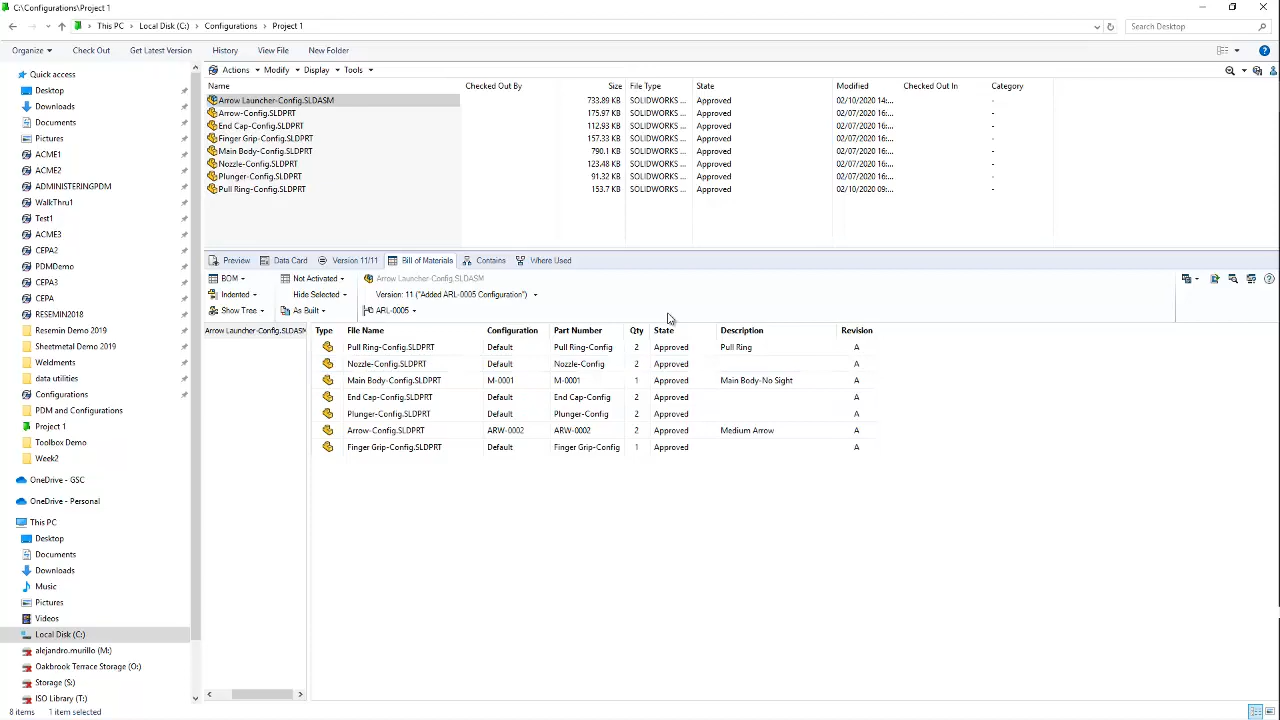 C:\Configurations\Project 1
This PC > Local Disk (C:) > Configurations > Project 1
Search Desktop
Organize Check Out Get Latest Version History View File New Folder
Quick access
Desktop
Downloads
Documents
Pictures
ACME1
ACME2
ADMINISTERINGPDM
WalkThru1
Test1
ACME3
CEPA2
PDMDemo
CEPA3
CEPA
RESEMIN2018
Resemin Demo 2019
Sheetmetal Demo 2019
Weldments
data utilities
Configurations
PDM and Configurations
Project 1
Toolbox Demo
Week2
OneDrive - GSC
OneDrive - Personal
This PC
Desktop
Documents
Downloads
Music
Pictures
Videos
Local Disk (C:)
alejandro.murillo (M:)
Oakbrook Terrace Storage (O:)
Storage (S:)
ISO Library (T:)
Actions Modify Display Tools
Name Checked Out By Size File Type State Modified Checked Out In Category
Arrow Launcher-Config.SLDASM 733.89 KB SOLIDWORKS ... Approved 02/10/2020 14:... -
Arrow-Config.SLDPRT 175.97 KB SOLIDWORKS ... Approved 02/07/2020 16:... -
End Cap-Config.SLDPRT 112.93 KB SOLIDWORKS ... Approved 02/07/2020 16:... -
Finger Grip-Config.SLDPRT 157.33 KB SOLIDWORKS ... Approved 02/07/2020 16:... -
Main Body-Config.SLDPRT 790.1 KB SOLIDWORKS ... Approved 02/07/2020 16:... -
Nozzle-Config.SLDPRT 123.48 KB SOLIDWORKS ... Approved 02/07/2020 16:... -
Plunger-Config.SLDPRT 91.32 KB SOLIDWORKS ... Approved 02/07/2020 16:... -
Pull Ring-Config.SLDPRT 153.7 KB SOLIDWORKS ... Approved 02/10/2020 09:... -
Preview Data Card Version 11/11 Bill of Materials Contains Where Used
BOM Not Activated Arrow Launcher-Config.SLDASM
Indented Hide Selected Version: 11 ("Added ARL-0005 Configuration")
Show Tree As Built ARL-0005
Arrow Launcher-Config.SLDASM
Type File Name Configuration Part Number Qty State Description Revision
Pull Ring-Config.SLDPRT Default Pull Ring-Config 2 Approved Pull Ring A
Nozzle-Config.SLDPRT Default Nozzle-Config 2 Approved A
Main Body-Config.SLDPRT M-0001 M-0001 1 Approved Main Body-No Sight A
End Cap-Config.SLDPRT Default End Cap-Config 2 Approved A
Plunger-Config.SLDPRT Default Plunger-Config 2 Approved A
Arrow-Config.SLDPRT ARW-0002 ARW-0002 2 Approved Medium Arrow A
Finger Grip-Config.SLDPRT Default Finger Grip-Config 1 Approved A
8 items 1 item selected